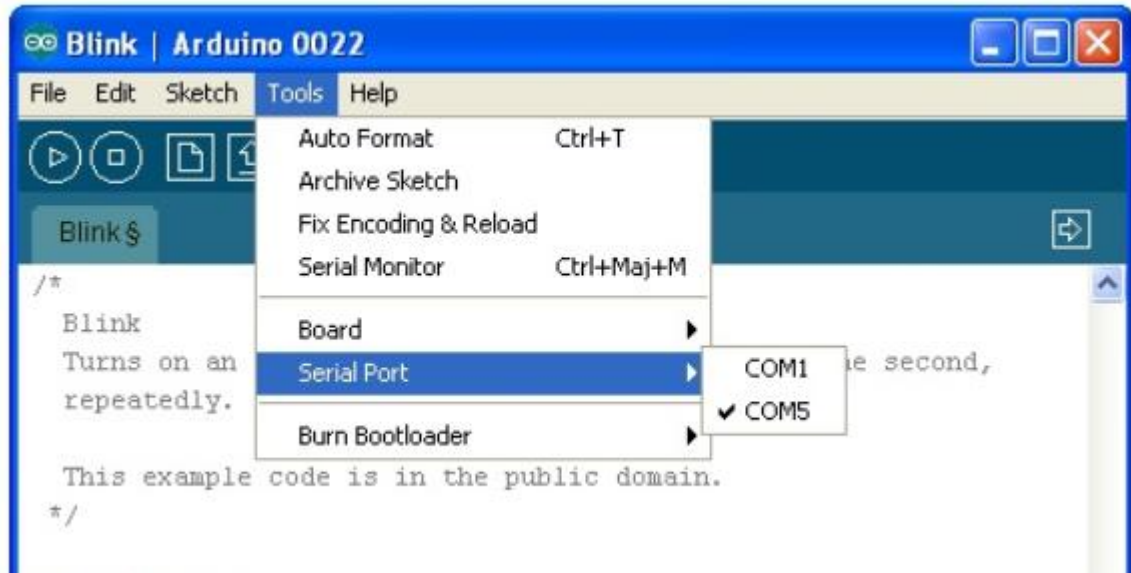 Blink | Arduino 0022
File Edit Sketch Tools Help
Auto Format Ctrl+T
Archive Sketch
Fix Encoding & Reload
Serial Monitor Ctrl+Maj+M
Board
Serial Port
Burn Bootloader
COM1
COM5
Blink §
/*
Blink
Turns on an second,
repeatedly.
This example code is in the public domain.
*/